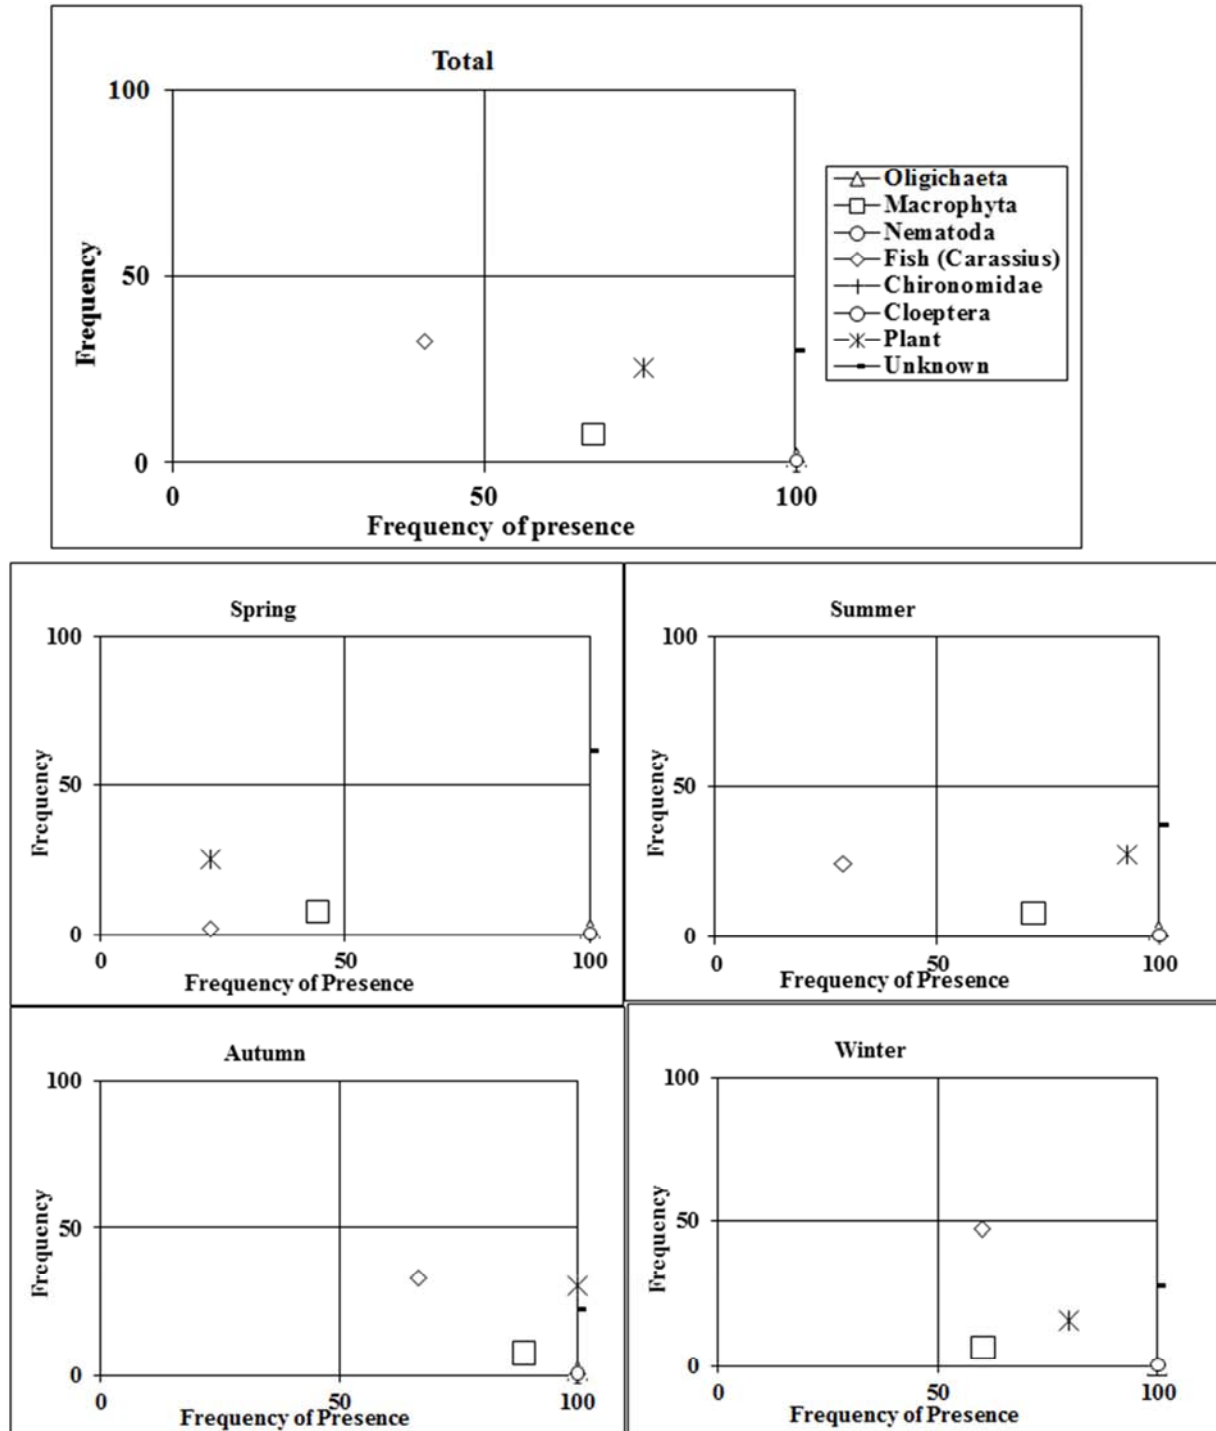 Total
100
50
0
Frequency
0 50 100
Frequency of presence
Oligichaeta
Macrophyta
Nematoda
Fish (Carassius)
Chironomidae
Cloeptera
Plant
Unknown
Spring
100
50
0
Frequency
0 50 100
Frequency of Presence
Summer
100
50
0
Frequency
0 50 100
Frequency of Presence
Autumn
100
50
0
Frequency
0 50 100
Frequency of Presence
Winter
100
50
0
Frequency
0 50 100
Frequency of Presence